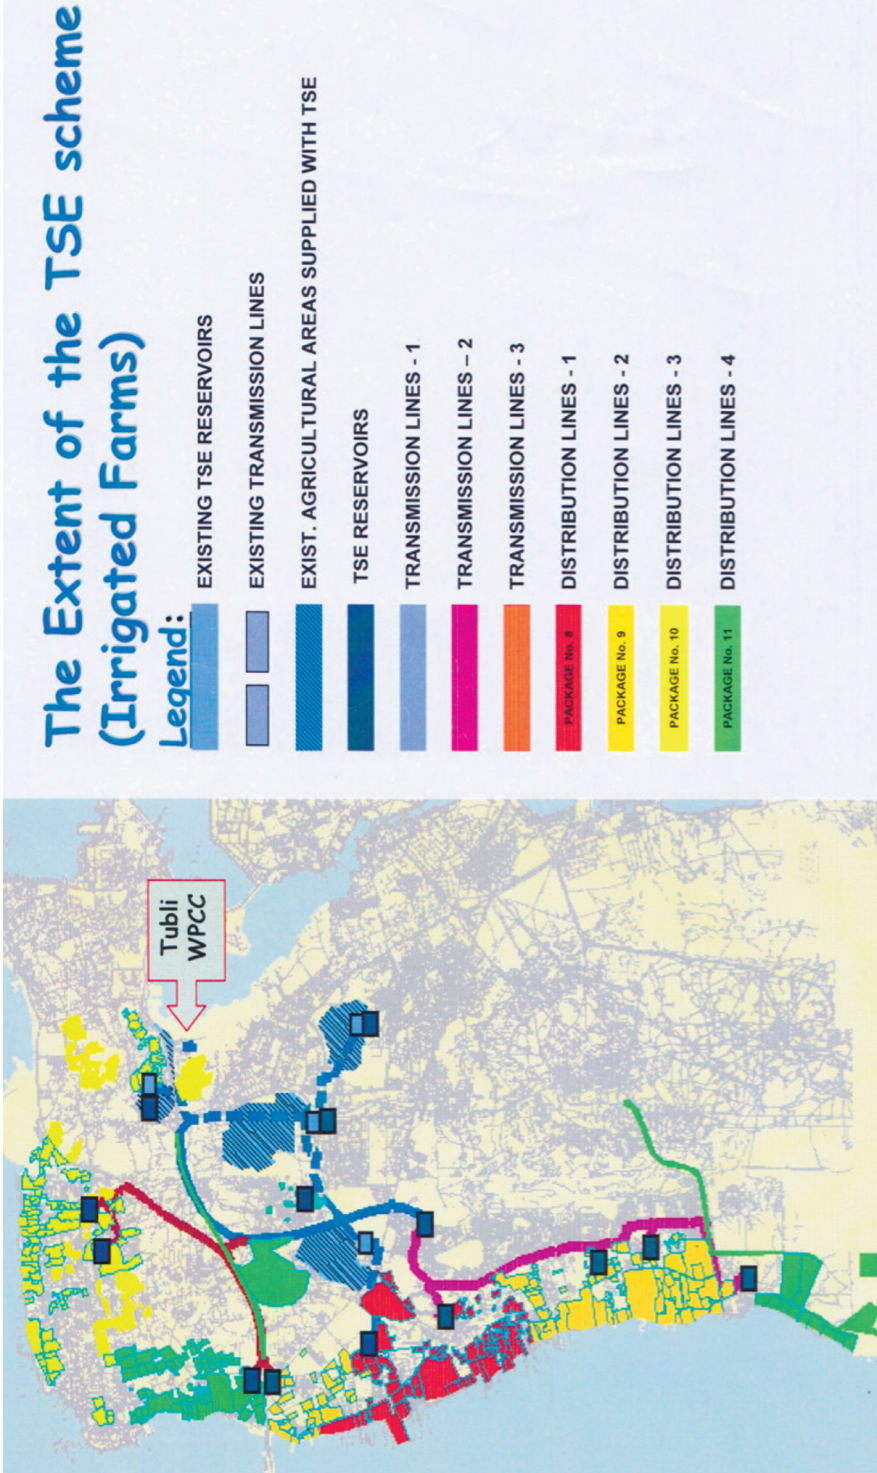 The Extent of the TSE scheme
(Irrigated Farms)
Legend:
EXISTING TSE RESERVOIRS
EXISTING TRANSMISSION LINES
EXIST. AGRICULTURAL AREAS SUPPLIED WITH TSE
TSE RESERVOIRS
TRANSMISSION LINES - 1
TRANSMISSION LINES – 2
TRANSMISSION LINES - 3
PACKAGE No. 8 DISTRIBUTION LINES - 1
PACKAGE No. 9 DISTRIBUTION LINES - 2
PACKAGE No. 10 DISTRIBUTION LINES - 3
PACKAGE No. 11 DISTRIBUTION LINES - 4
Tubli
WPCC